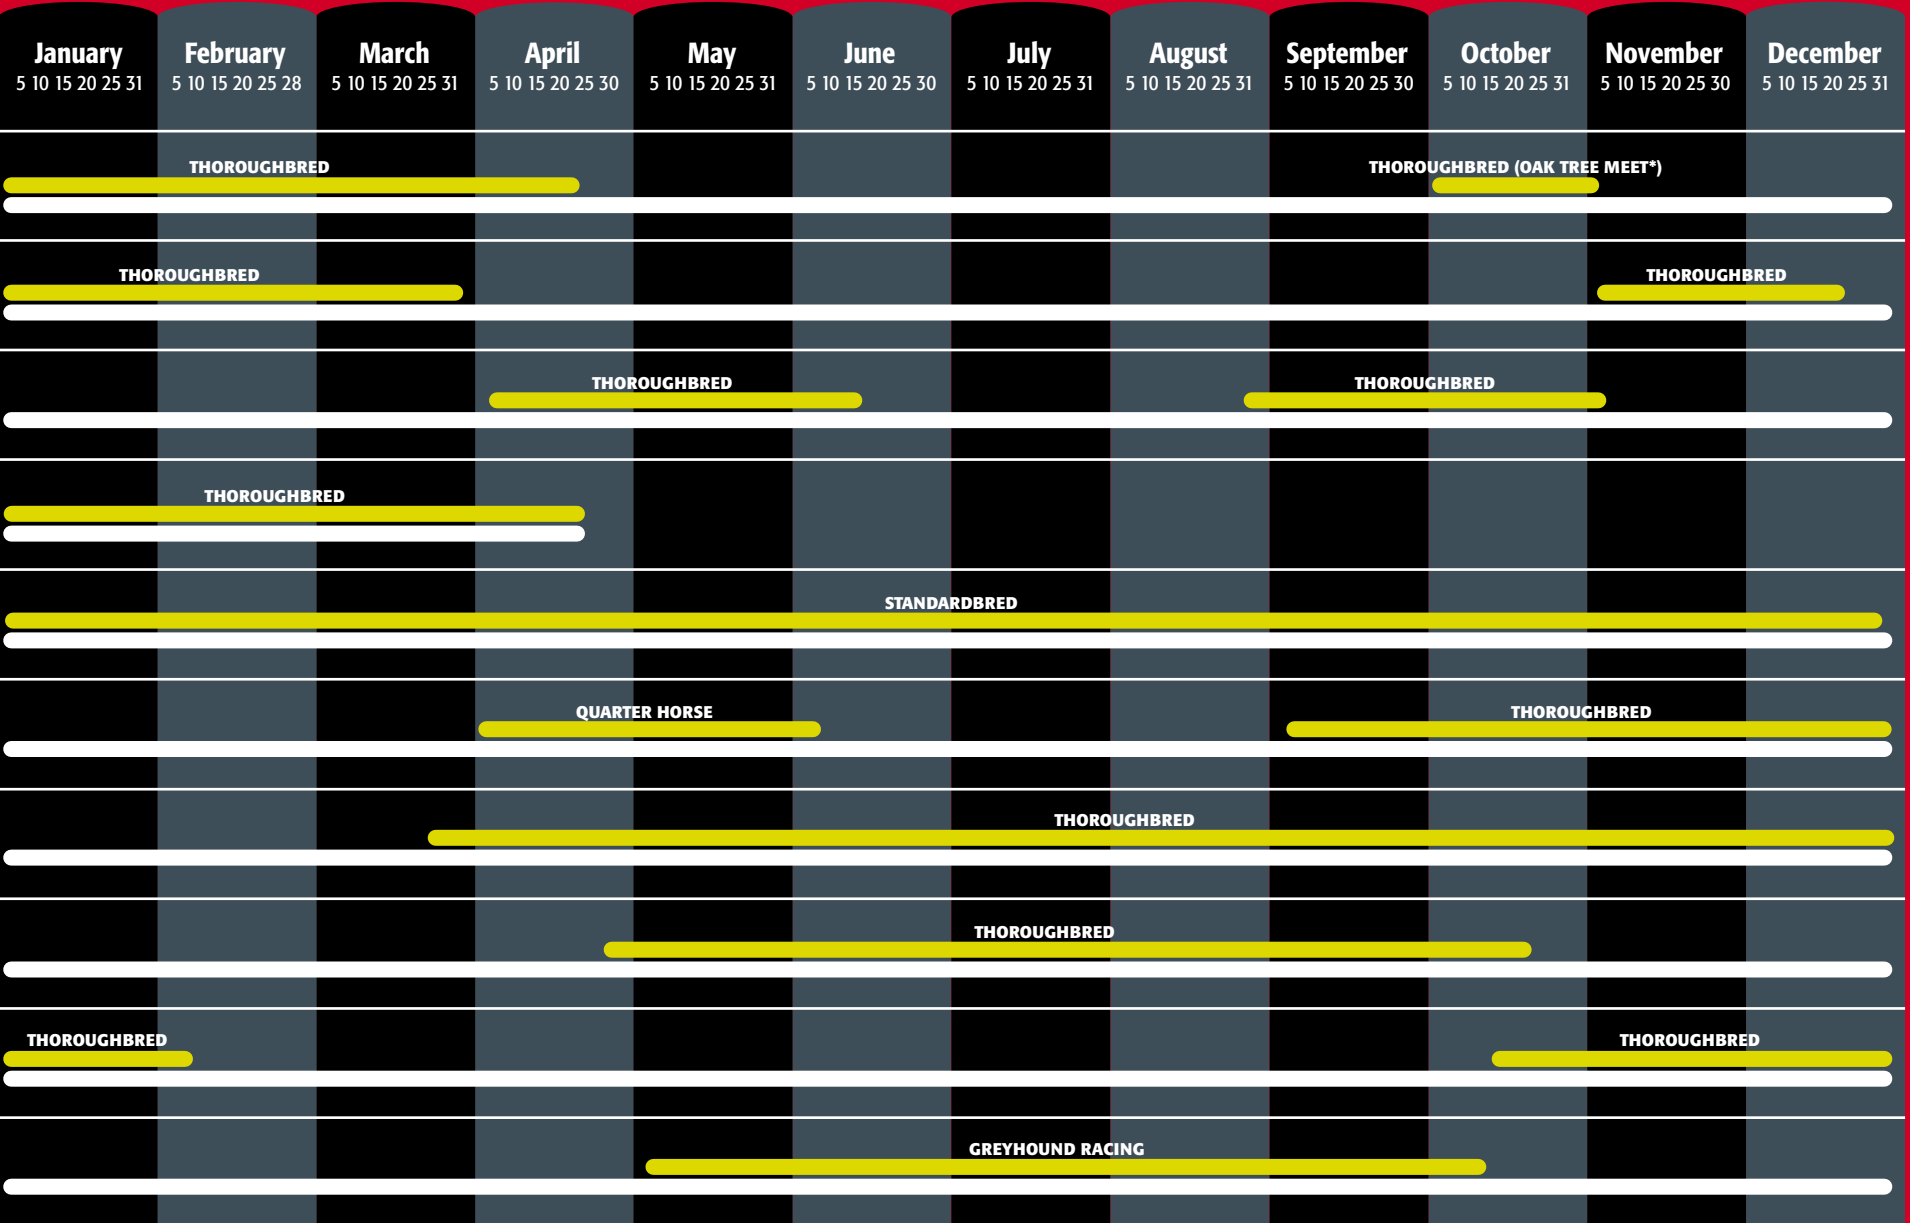 January February March April May June July August September October November December
5 10 15 20 25 31 5 10 15 20 25 28 5 10 15 20 25 31 5 10 15 20 25 30 5 10 15 20 25 31 5 10 15 20 25 30 5 10 15 20 25 31 5 10 15 20 25 31 5 10 15 20 25 30 5 10 15 20 25 31 5 10 15 20 25 30 5 10 15 20 25 31
THOROUGHBRED THOROUGHBRED (OAK TREE MEET*)
THOROUGHBRED THOROUGHBRED
THOROUGHBRED THOROUGHBRED
THOROUGHBRED
STANDARDBRED
QUARTER HORSE THOROUGHBRED
THOROUGHBRED
THOROUGHBRED
THOROUGHBRED THOROUGHBRED
GREYHOUND RACING